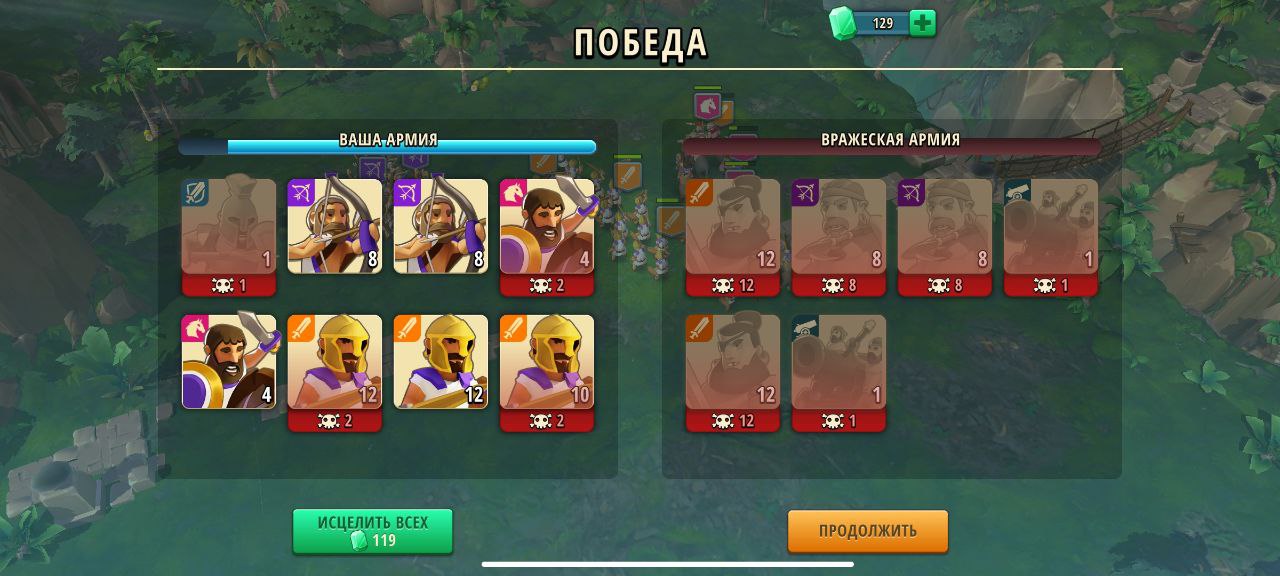 129
ПОБЕДА
ВАША АРМИЯ
ВРАЖЕСКАЯ АРМИЯ
1 8 8 4
1 2
4 12 12 10
2 2
12 8 8 1
12 8 8 1
12 1
12 1
ИСЦЕЛИТЬ ВСЕХ
119
ПРОДОЛЖИТЬ